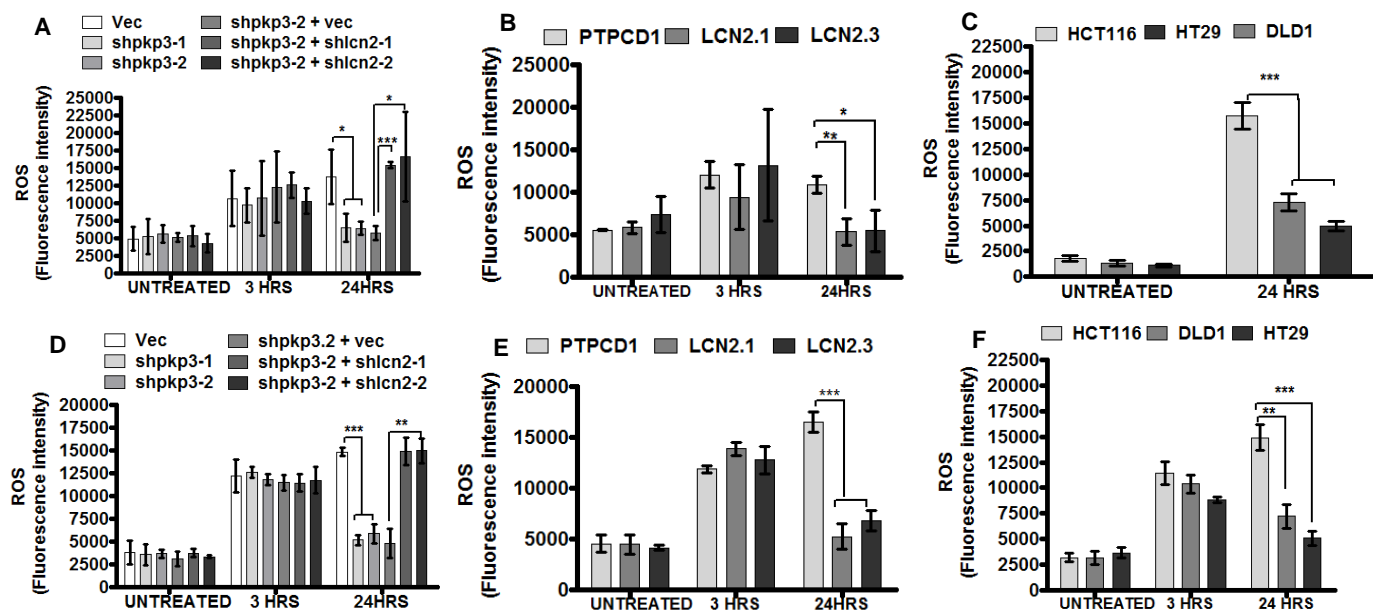 A
Vec
shpkp3-1
shpkp3-2
shpkp3-2 + vec
shpkp3-2 + shlcn2-1
shpkp3-2 + shlcn2-2
ROS
(Fluorescence intensity)
25000
22500
20000
17500
15000
12500
10000
7500
5000
2500
0
*
*
***
UNTREATED 3 HRS 24HRS
B
PTPCD1 LCN2.1 LCN2.3
ROS
(Fluorescence intensity)
25000
20000
15000
10000
5000
0
*
**
UNTREATED 3 HRS 24HRS
C
HCT116 HT29 DLD1
ROS
(Fluorescence intensity)
22500
20000
17500
15000
12500
10000
7500
5000
2500
0
***
UNTREATED 24 HRS
D
Vec
shpkp3-1
shpkp3-2
shpkp3.2 + vec
shpkp3-2 + shlcn2-1
shpkp3-2 + shlcn2-2
ROS
(Fluorescence intensity)
20000
17500
15000
12500
10000
7500
5000
2500
0
***
**
UNTREATED 3 HRS 24HRS
E
PTPCD1 LCN2.1 LCN2.3
ROS
(Fluorescence intensity)
20000
15000
10000
5000
0
***
UNTREATED 3 HRS 24HRS
F
HCT116 DLD1 HT29
ROS
(Fluorescence intensity)
22500
20000
17500
15000
12500
10000
7500
5000
2500
0
***
**
UNTREATED 3 HRS 24 HRS